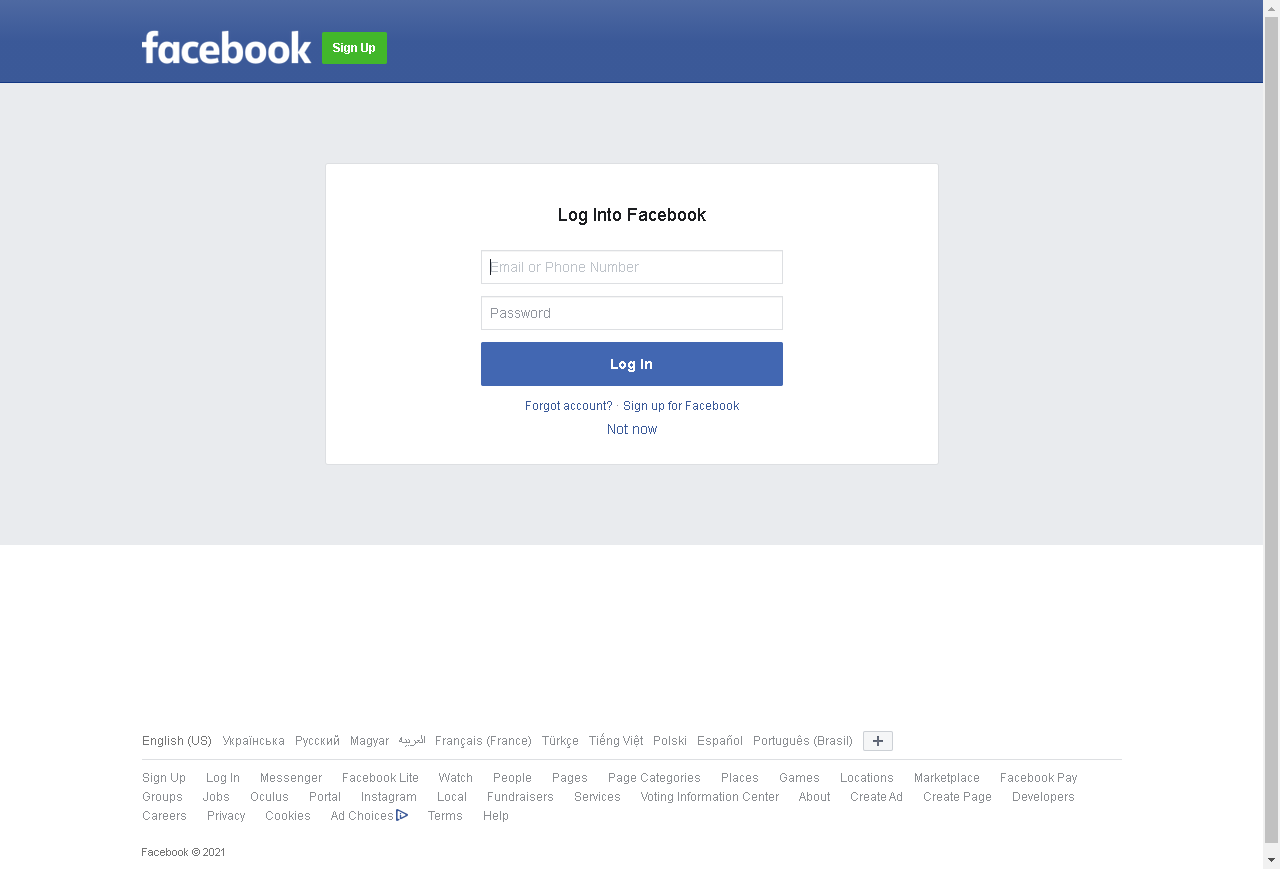 facebook Sign Up
Log Into Facebook
Email or Phone Number
Password
Log In
Forgot account? · Sign up for Facebook
Not now
English (US) Українська Русский Magyar العربية Français (France) Türkçe Tiếng Việt Polski Español Português (Brasil)
Sign Up Log In Messenger Facebook Lite Watch People Pages Page Categories Places Games Locations Marketplace Facebook Pay
Groups Jobs Oculus Portal Instagram Local Fundraisers Services Voting Information Center About Create Ad Create Page Developers
Careers Privacy Cookies Ad Choices Terms Help
Facebook © 2021